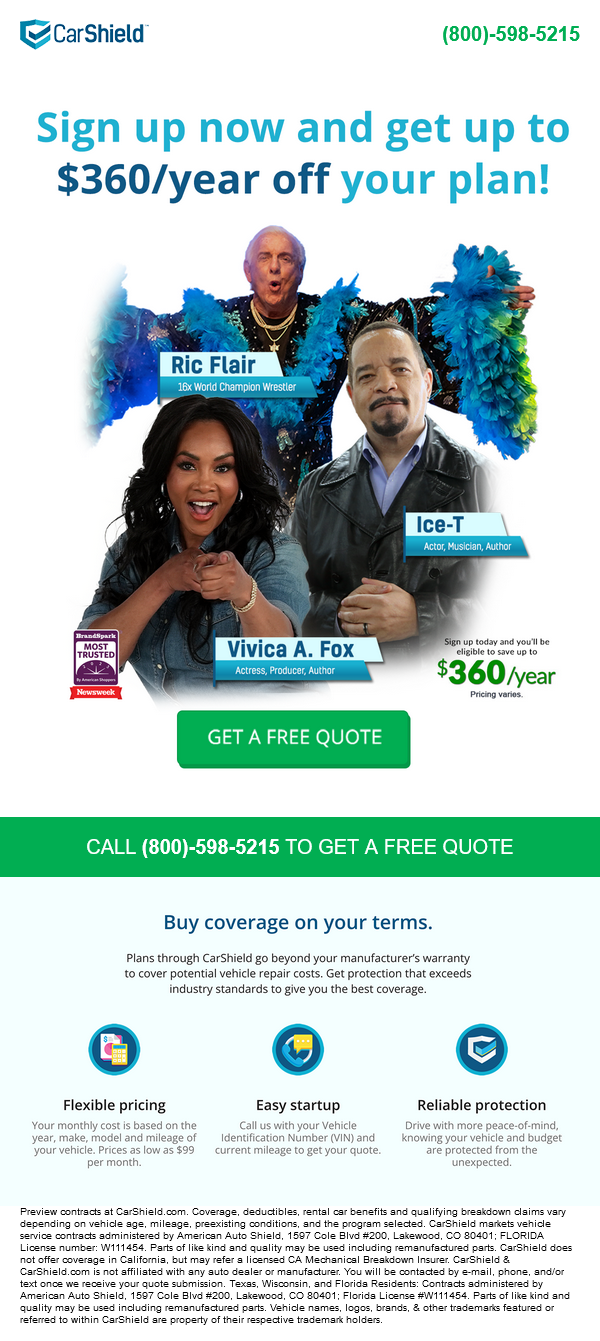 CarShield™
(800)-598-5215
Sign up now and get up to
$360/year off your plan!
Ric Flair
16x World Champion Wrestler
Ice-T
Actor, Musician, Author
BrandSpark
MOST
TRUSTED
By American Shoppers
Newsweek
Vivica A. Fox
Actress, Producer, Author
Sign up today and you'll be
eligible to save up to
$360/year
Pricing varies.
GET A FREE QUOTE
CALL (800)-598-5215 TO GET A FREE QUOTE
Buy coverage on your terms.
Plans through CarShield go beyond your manufacturer's warranty
to cover potential vehicle repair costs. Get protection that exceeds
industry standards to give you the best coverage.
Flexible pricing
Your monthly cost is based on the
year, make, model and mileage of
your vehicle. Prices as low as $99
per month.
Easy startup
Call us with your Vehicle
Identification Number (VIN) and
current mileage to get your quote.
Reliable protection
Drive with more peace-of-mind,
knowing your vehicle and budget
are protected from the
unexpected.
Preview contracts at CarShield.com. Coverage, deductibles, rental car benefits and qualifying breakdown claims vary
depending on vehicle age, mileage, preexisting conditions, and the program selected. CarShield markets vehicle
service contracts administered by American Auto Shield, 1597 Cole Blvd #200, Lakewood, CO 80401; FLORIDA
License number: W111454. Parts of like kind and quality may be used including remanufactured parts. CarShield does
not offer coverage in California, but may refer a licensed CA Mechanical Breakdown Insurer. CarShield &
CarShield.com is not affiliated with any auto dealer or manufacturer. You will be contacted by e-mail, phone, and/or
text once we receive your quote submission. Texas, Wisconsin, and Florida Residents: Contracts administered by
American Auto Shield, 1597 Cole Blvd #200, Lakewood, CO 80401; Florida License #W111454. Parts of like kind and
quality may be used including remanufactured parts. Vehicle names, logos, brands, & other trademarks featured or
referred to within CarShield are property of their respective trademark holders.